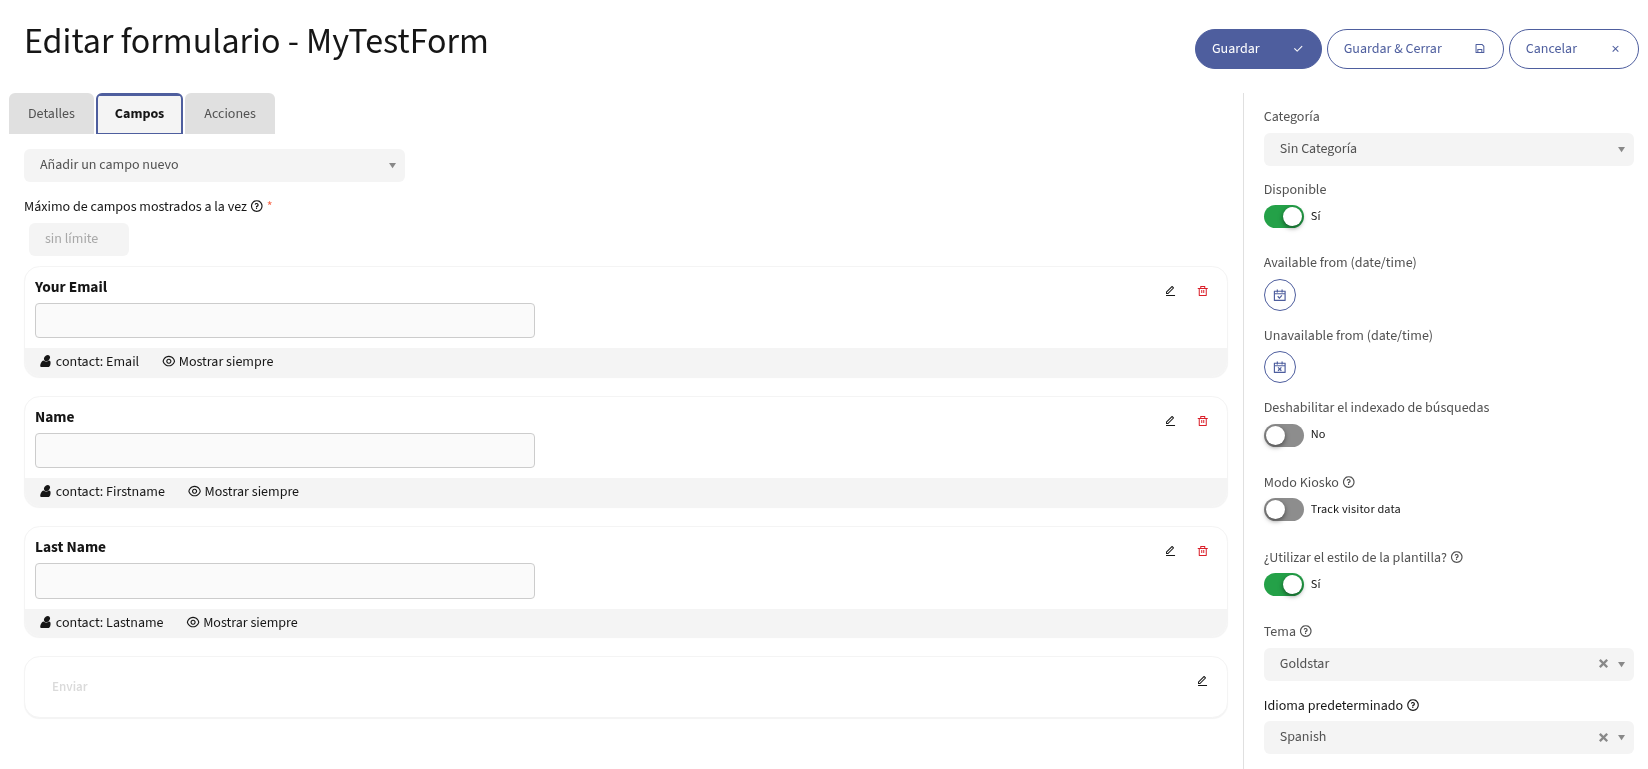 Editar formulario - MyTestForm
Guardar
Guardar & Cerrar
Cancelar
Detalles
Campos
Acciones
Añadir un campo nuevo
Máximo de campos mostrados a la vez *
sin límite
Your Email
contact: Email
Mostrar siempre
Name
contact: Firstname
Mostrar siempre
Last Name
contact: Lastname
Mostrar siempre
Enviar
Categoría
Sin Categoría
Disponible
Sí
Available from (date/time)
Unavailable from (date/time)
Deshabilitar el indexado de búsquedas
No
Modo Kiosko
Track visitor data
¿Utilizar el estilo de la plantilla?
Sí
Tema
Goldstar
Idioma predeterminado
Spanish